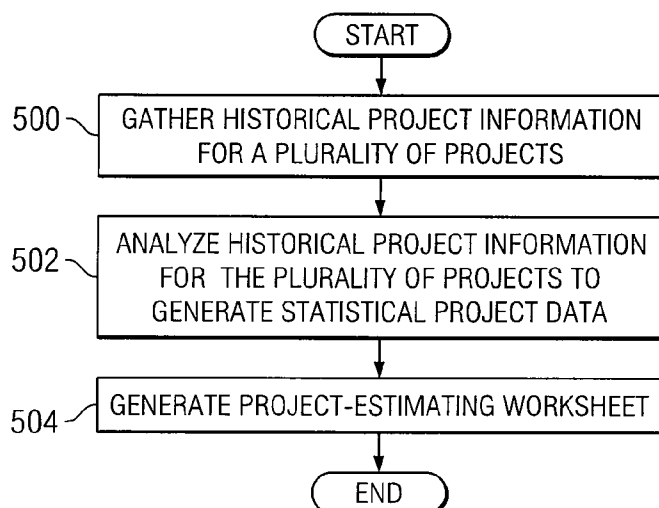 START
500
GATHER HISTORICAL PROJECT INFORMATION
FOR A PLURALITY OF PROJECTS
502
ANALYZE HISTORICAL PROJECT INFORMATION
FOR THE PLURALITY OF PROJECTS TO
GENERATE STATISTICAL PROJECT DATA
504
GENERATE PROJECT-ESTIMATING WORKSHEET
END